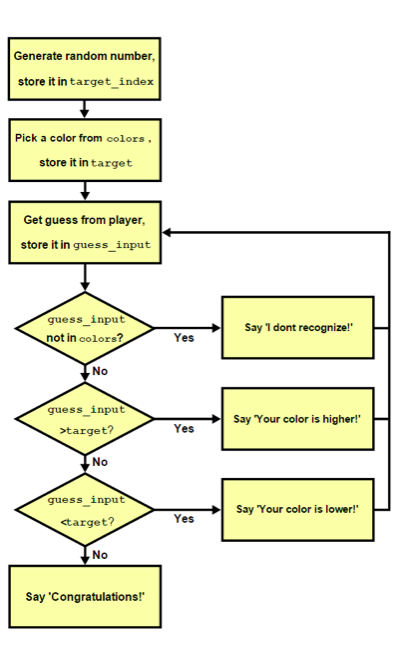 Generate random number,
store it in target_index
Pick a color from colors ,
store it in target
Get guess from player,
store it in guess_input
guess_input
not in colors?
Yes
Say 'I dont recognize!'
No
guess_input
>target?
Yes
Say 'Your color is higher!'
No
guess_input
<target?
Yes
Say 'Your color is lower!'
No
Say 'Congratulations!'